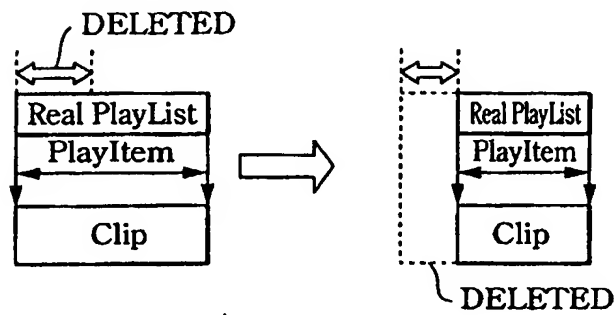 DELETED
Real PlayList
PlayItem
Clip
Real PlayList
PlayItem
Clip
DELETED